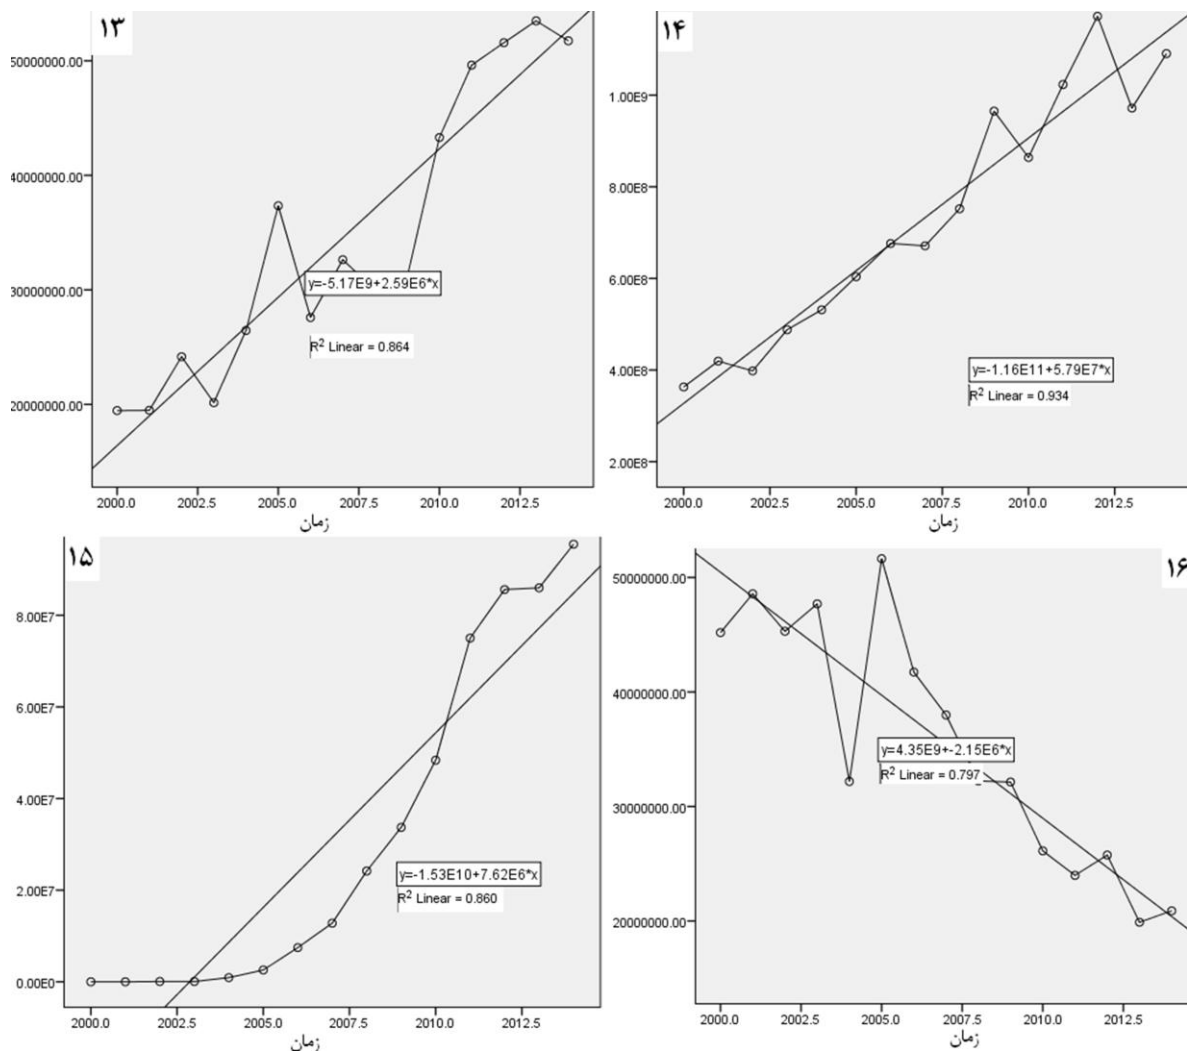 ۱۳
50000000.00
40000000.00
30000000.00
20000000.00
y=-5.17E9+2.59E6*x
R² Linear = 0.864
2000.0 2002.5 2005.0 2007.5 2010.0 2012.5
زمان
۱۴
1.00E9
8.00E8
6.00E8
4.00E8
2.00E8
y=-1.16E11+5.79E7*x
R² Linear = 0.934
2000.0 2002.5 2005.0 2007.5 2010.0 2012.5
زمان
۱۵
8.00E7
6.00E7
4.00E7
2.00E7
0.00E0
y=-1.53E10+7.62E6*x
R² Linear = 0.860
2000.0 2002.5 2005.0 2007.5 2010.0 2012.5
زمان
۱۶
50000000.00
40000000.00
30000000.00
20000000.00
y=4.35E9+-2.15E6*x
R² Linear = 0.797
2000.0 2002.5 2005.0 2007.5 2010.0 2012.5
زمان